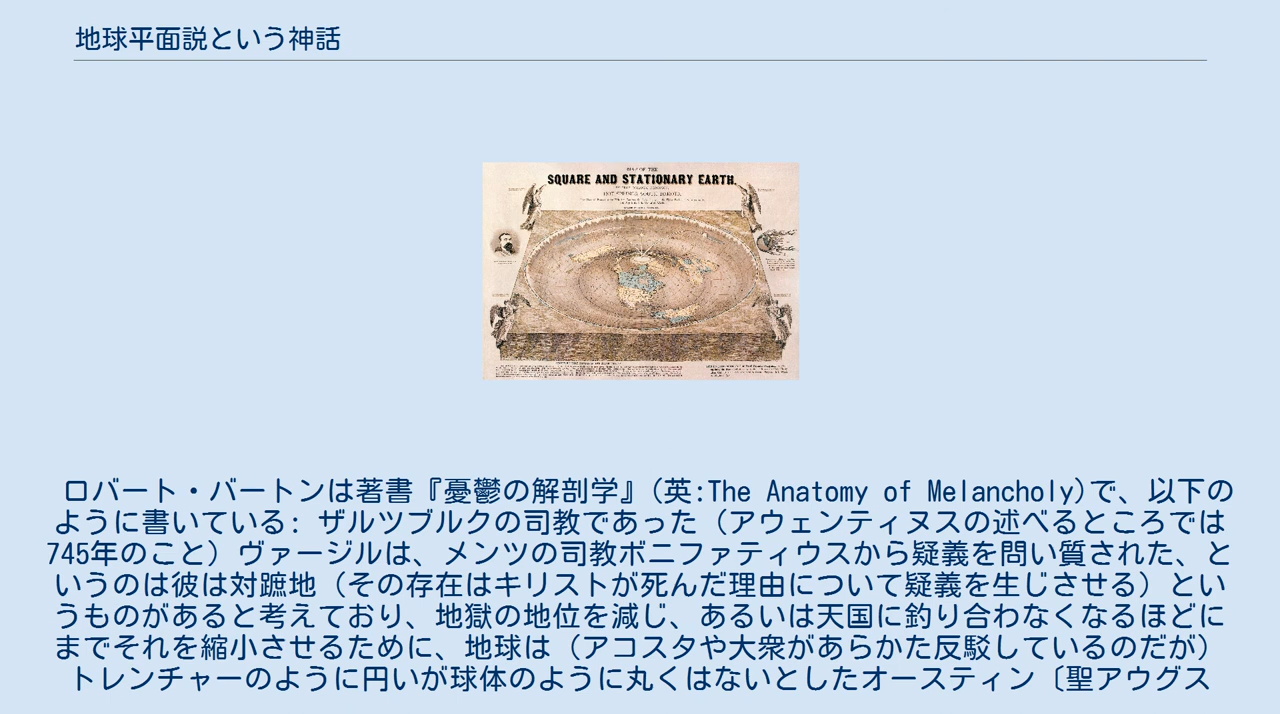 地球平面説という神話
MAP OF THE
SQUARE AND STATIONARY EARTH.
ロバート・バートンは著書『憂鬱の解剖学』(英:The Anatomy of Melancholy)で、以下の
ように書いている: ザルツブルクの司教であった（アウェンティヌスの述べるところでは
745年のこと）ヴァージルは、メンツの司教ボニファティウスから疑義を問い質された、と
いうのは彼は対蹠地（その存在はキリストが死んだ理由について疑義を生じさせる）とい
うものがあると考えており、地獄の地位を減じ、あるいは天国に釣り合わなくなるほどに
までそれを縮小させるために、地球は（アコスタや大衆があらかた反駁しているのだが）
トレンチャーのように円いが球体のように丸くはないとしたオースティン〔聖アウグス